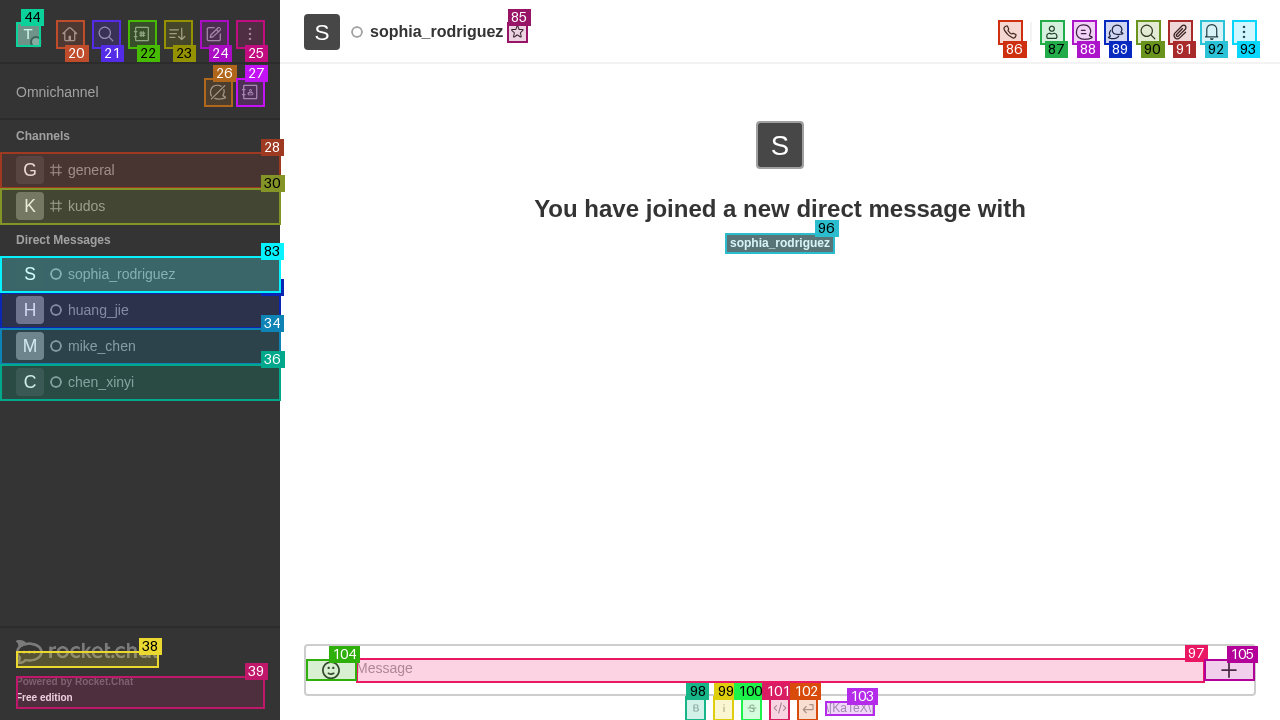 44
T
20
21
22
23
24
25
S
sophia_rodriguez
85
86
87
88
89
90
91
92
93
Omnichannel
26
27
Channels
28
G general
30
K kudos
Direct Messages
83
S sophia_rodriguez
H huang_jie
34
M mike_chen
36
C chen_xinyi
S
You have joined a new direct message with
96
sophia_rodriguez
38
rocket.cha
39
Powered by Rocket.Chat
Free edition
104
Message
97
105
98
99
100
101
102
103
B
i
S
</>
\[KaTeX\]